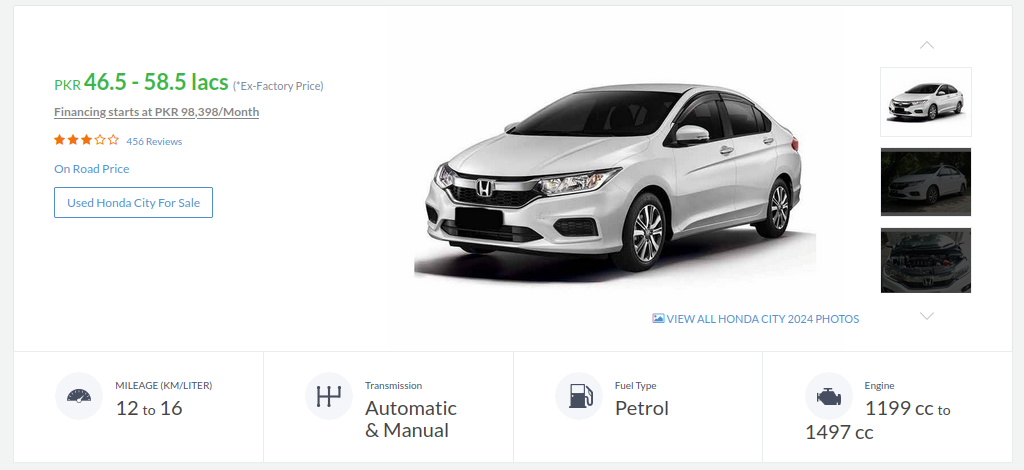 PKR 46.5 - 58.5 lacs (*Ex-Factory Price)
Financing starts at PKR 98,398/Month
456 Reviews
On Road Price
Used Honda City For Sale
VIEW ALL HONDA CITY 2024 PHOTOS
MILEAGE (KM/LITER)
12 to 16
Transmission
Automatic
& Manual
Fuel Type
Petrol
Engine
1199 cc to
1497 cc